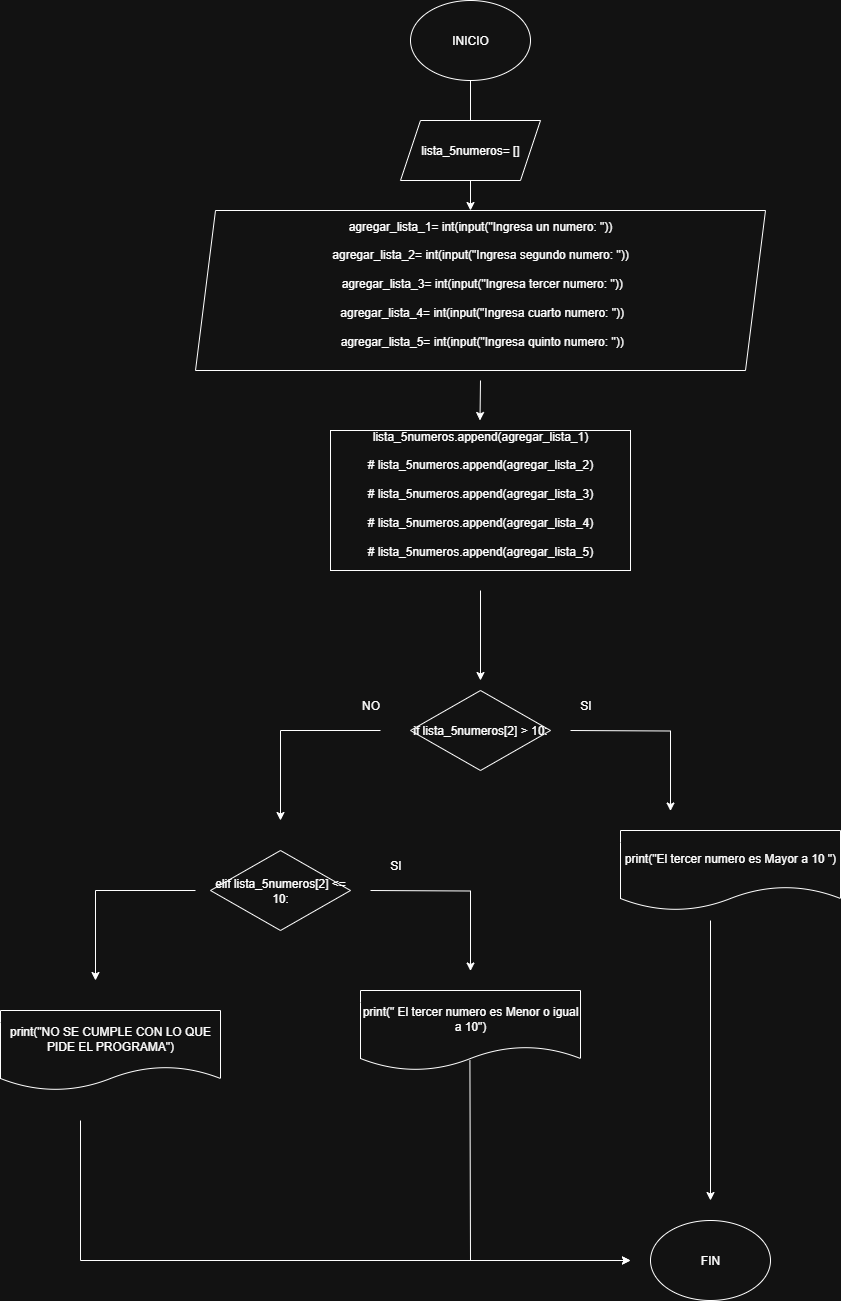 INICIO
lista_5numeros= []
agregar_lista_1= int(input("Ingresa un numero: "))
agregar_lista_2= int(input("Ingresa segundo numero: "))
agregar_lista_3= int(input("Ingresa tercer numero: "))
agregar_lista_4= int(input("Ingresa cuarto numero: "))
agregar_lista_5= int(input("Ingresa quinto numero: "))
lista_5numeros.append(agregar_lista_1)
# lista_5numeros.append(agregar_lista_2)
# lista_5numeros.append(agregar_lista_3)
# lista_5numeros.append(agregar_lista_4)
# lista_5numeros.append(agregar_lista_5)
NO
SI
if lista_5numeros[2] > 10:
print("El tercer numero es Mayor a 10 ")
SI
elif lista_5numeros[2] <=
10:
print(" El tercer numero es Menor o igual
a 10")
print("NO SE CUMPLE CON LO QUE
PIDE EL PROGRAMA")
FIN